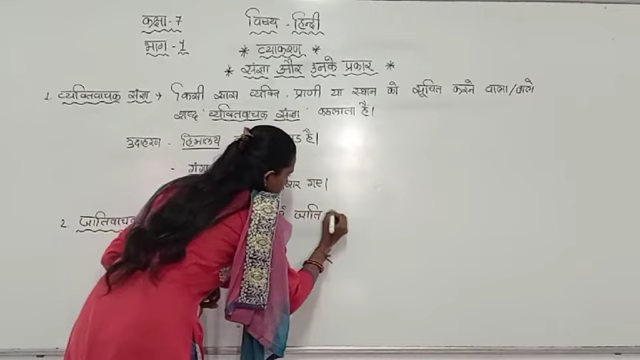 कक्षा - 7 विषय - हिन्दी
भाग - 1 * व्याकरण *
* संज्ञा और उनके प्रकार *
1. व्यक्तिवाचक संज्ञा → किसी खास व्यक्ति, प्राणी या स्थान को सूचित करने वाला/वाले
शब्द 'व्यक्तिवाचक संज्ञा' कहलाता है।
उदाहरण - हिमालय है।
- गंगा
गए।
2. जातिवाचक जाति